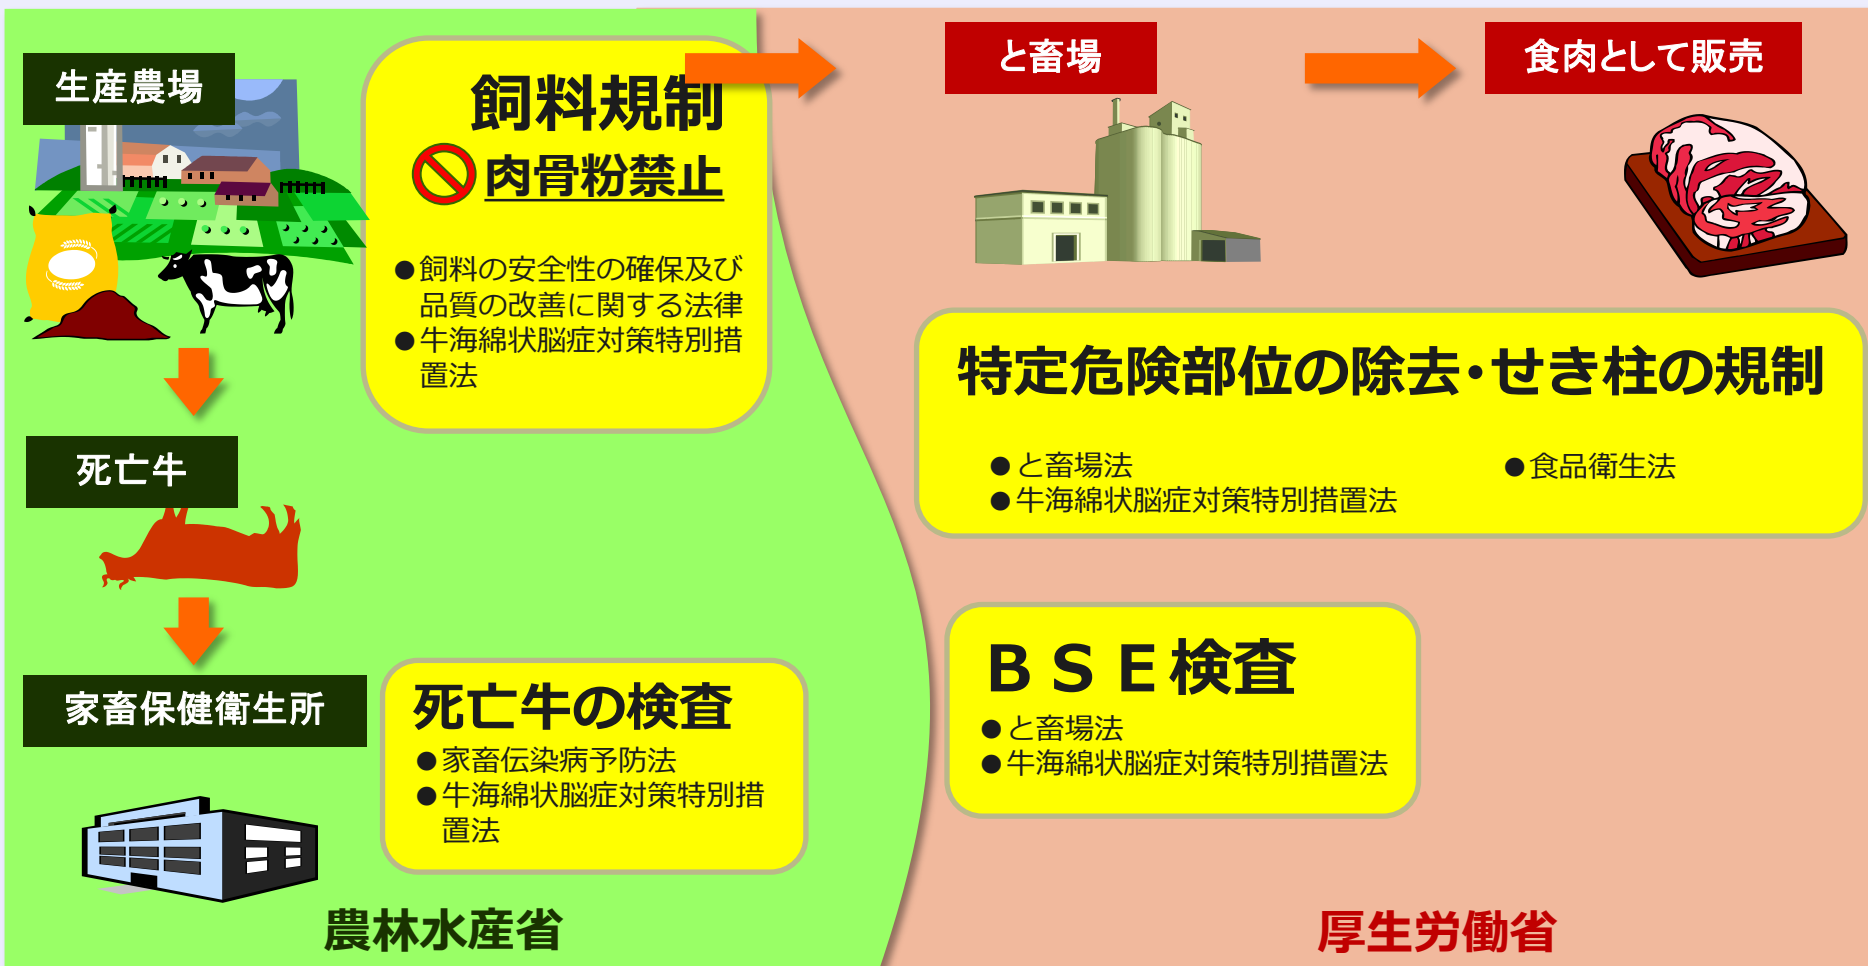 生産農場
飼料規制
肉骨粉禁止
●飼料の安全性の確保及び
品質の改善に関する法律
●牛海綿状脳症対策特別措
置法
死亡牛
家畜保健衛生所
死亡牛の検査
●家畜伝染病予防法
●牛海綿状脳症対策特別措
置法
農林水産省
と畜場
食肉として販売
特定危険部位の除去・せき柱の規制
●と畜場法
●牛海綿状脳症対策特別措置法
●食品衛生法
ＢＳＥ検査
●と畜場法
●牛海綿状脳症対策特別措置法
厚生労働省